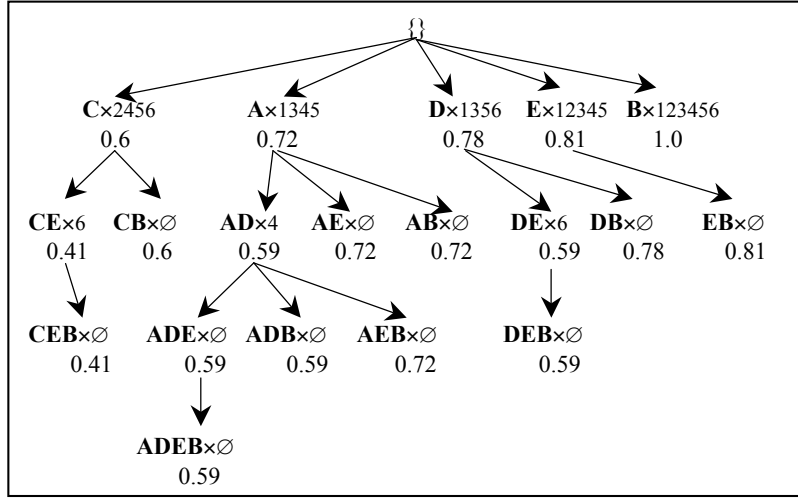 {}
C×2456 A×1345 D×1356 E×12345 B×123456
0.6 0.72 0.78 0.81 1.0
CE×6 CB×∅ AD×4 AE×∅ AB×∅ DE×6 DB×∅ EB×∅
0.41 0.6 0.59 0.72 0.72 0.59 0.78 0.81
CEB×∅ ADE×∅ ADB×∅ AEB×∅ DEB×∅
0.41 0.59 0.59 0.72 0.59
ADEB×∅
0.59